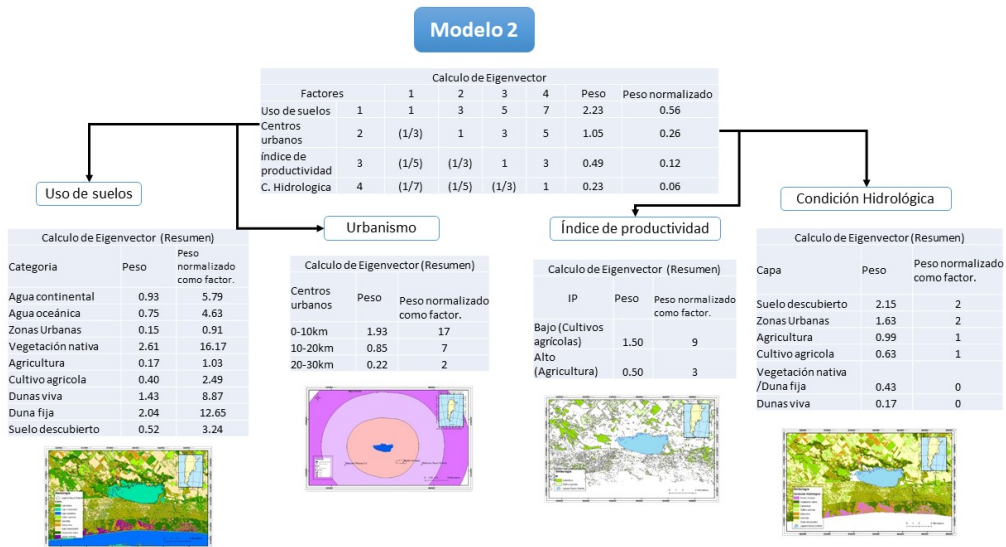 Modelo 2
Calculo de Eigenvector
Factores 1 2 3 4 Peso Peso normalizado
Uso de suelos 1 1 3 5 7 2.23 0.56
Centros urbanos 2 (1/3) 1 3 5 1.05 0.26
índice de productividad 3 (1/5) (1/3) 1 3 0.49 0.12
C. Hidrologica 4 (1/7) (1/5) (1/3) 1 0.23 0.06
Uso de suelos
Calculo de Eigenvector (Resumen)
Categoria Peso Peso normalizado como factor.
Agua continental 0.93 5.79
Agua oceánica 0.75 4.63
Zonas Urbanas 0.15 0.91
Vegetación nativa 2.61 16.17
Agricultura 0.17 1.03
Cultivo agricola 0.40 2.49
Dunas viva 1.43 8.87
Duna fija 2.04 12.65
Suelo descubierto 0.52 3.24
Urbanismo
Calculo de Eigenvector (Resumen)
Centros urbanos Peso Peso normalizado como factor.
0-10km 1.93 17
10-20km 0.85 7
20-30km 0.22 2
Índice de productividad
Calculo de Eigenvector (Resumen)
IP Peso Peso normalizado como factor.
Bajo (Cultivos agrícolas) 1.50 9
Alto (Agricultura) 0.50 3
Condición Hidrológica
Calculo de Eigenvector (Resumen)
Capa Peso Peso normalizado como factor.
Suelo descubierto 2.15 2
Zonas Urbanas 1.63 2
Agricultura 0.99 1
Cultivo agricola 0.63 1
Vegetación nativa /Duna fija 0.43 0
Dunas viva 0.17 0